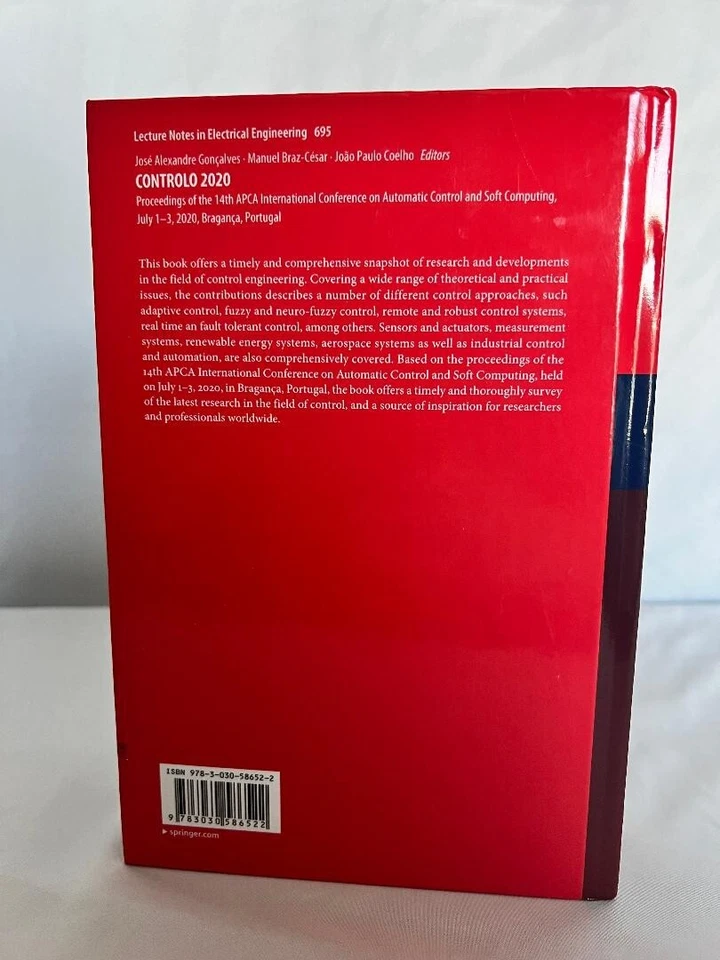 Lecture Notes in Electrical Engineering 695
José Alexandre Gonçalves · Manuel Braz-César · João Paulo Coelho Editors
CONTROLO 2020
Proceedings of the 14th APCA International Conference on Automatic Control and Soft Computing,
July 1–3, 2020, Bragança, Portugal
This book offers a timely and comprehensive snapshot of research and developments
in the field of control engineering. Covering a wide range of theoretical and practical
issues, the contributions describes a number of different control approaches, such
adaptive control, fuzzy and neuro-fuzzy control, remote and robust control systems,
real time an fault tolerant control, among others. Sensors and actuators, measurement
systems, renewable energy systems, aerospace systems as well as industrial control
and automation, are also comprehensively covered. Based on the proceedings of the
14th APCA International Conference on Automatic Control and Soft Computing, held
on July 1–3, 2020, in Bragança, Portugal, the book offers a timely and thoroughly survey
of the latest research in the field of control, and a source of inspiration for researchers
and professionals worldwide.
ISBN 978-3-030-58652-2
9 783030 586522
▶ springer.com